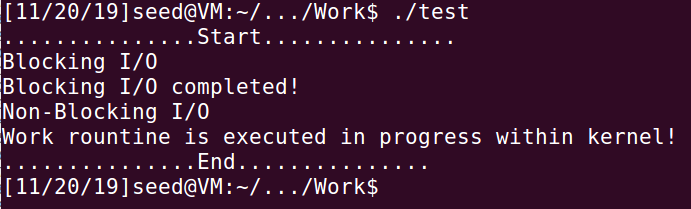 [11/20/19]seed@VM:~/.../Work$ ./test
...............Start...............
Blocking I/O
Blocking I/O completed!
Non-Blocking I/O
Work rountine is executed in progress within kernel!
...............End...............
[11/20/19]seed@VM:~/.../Work$